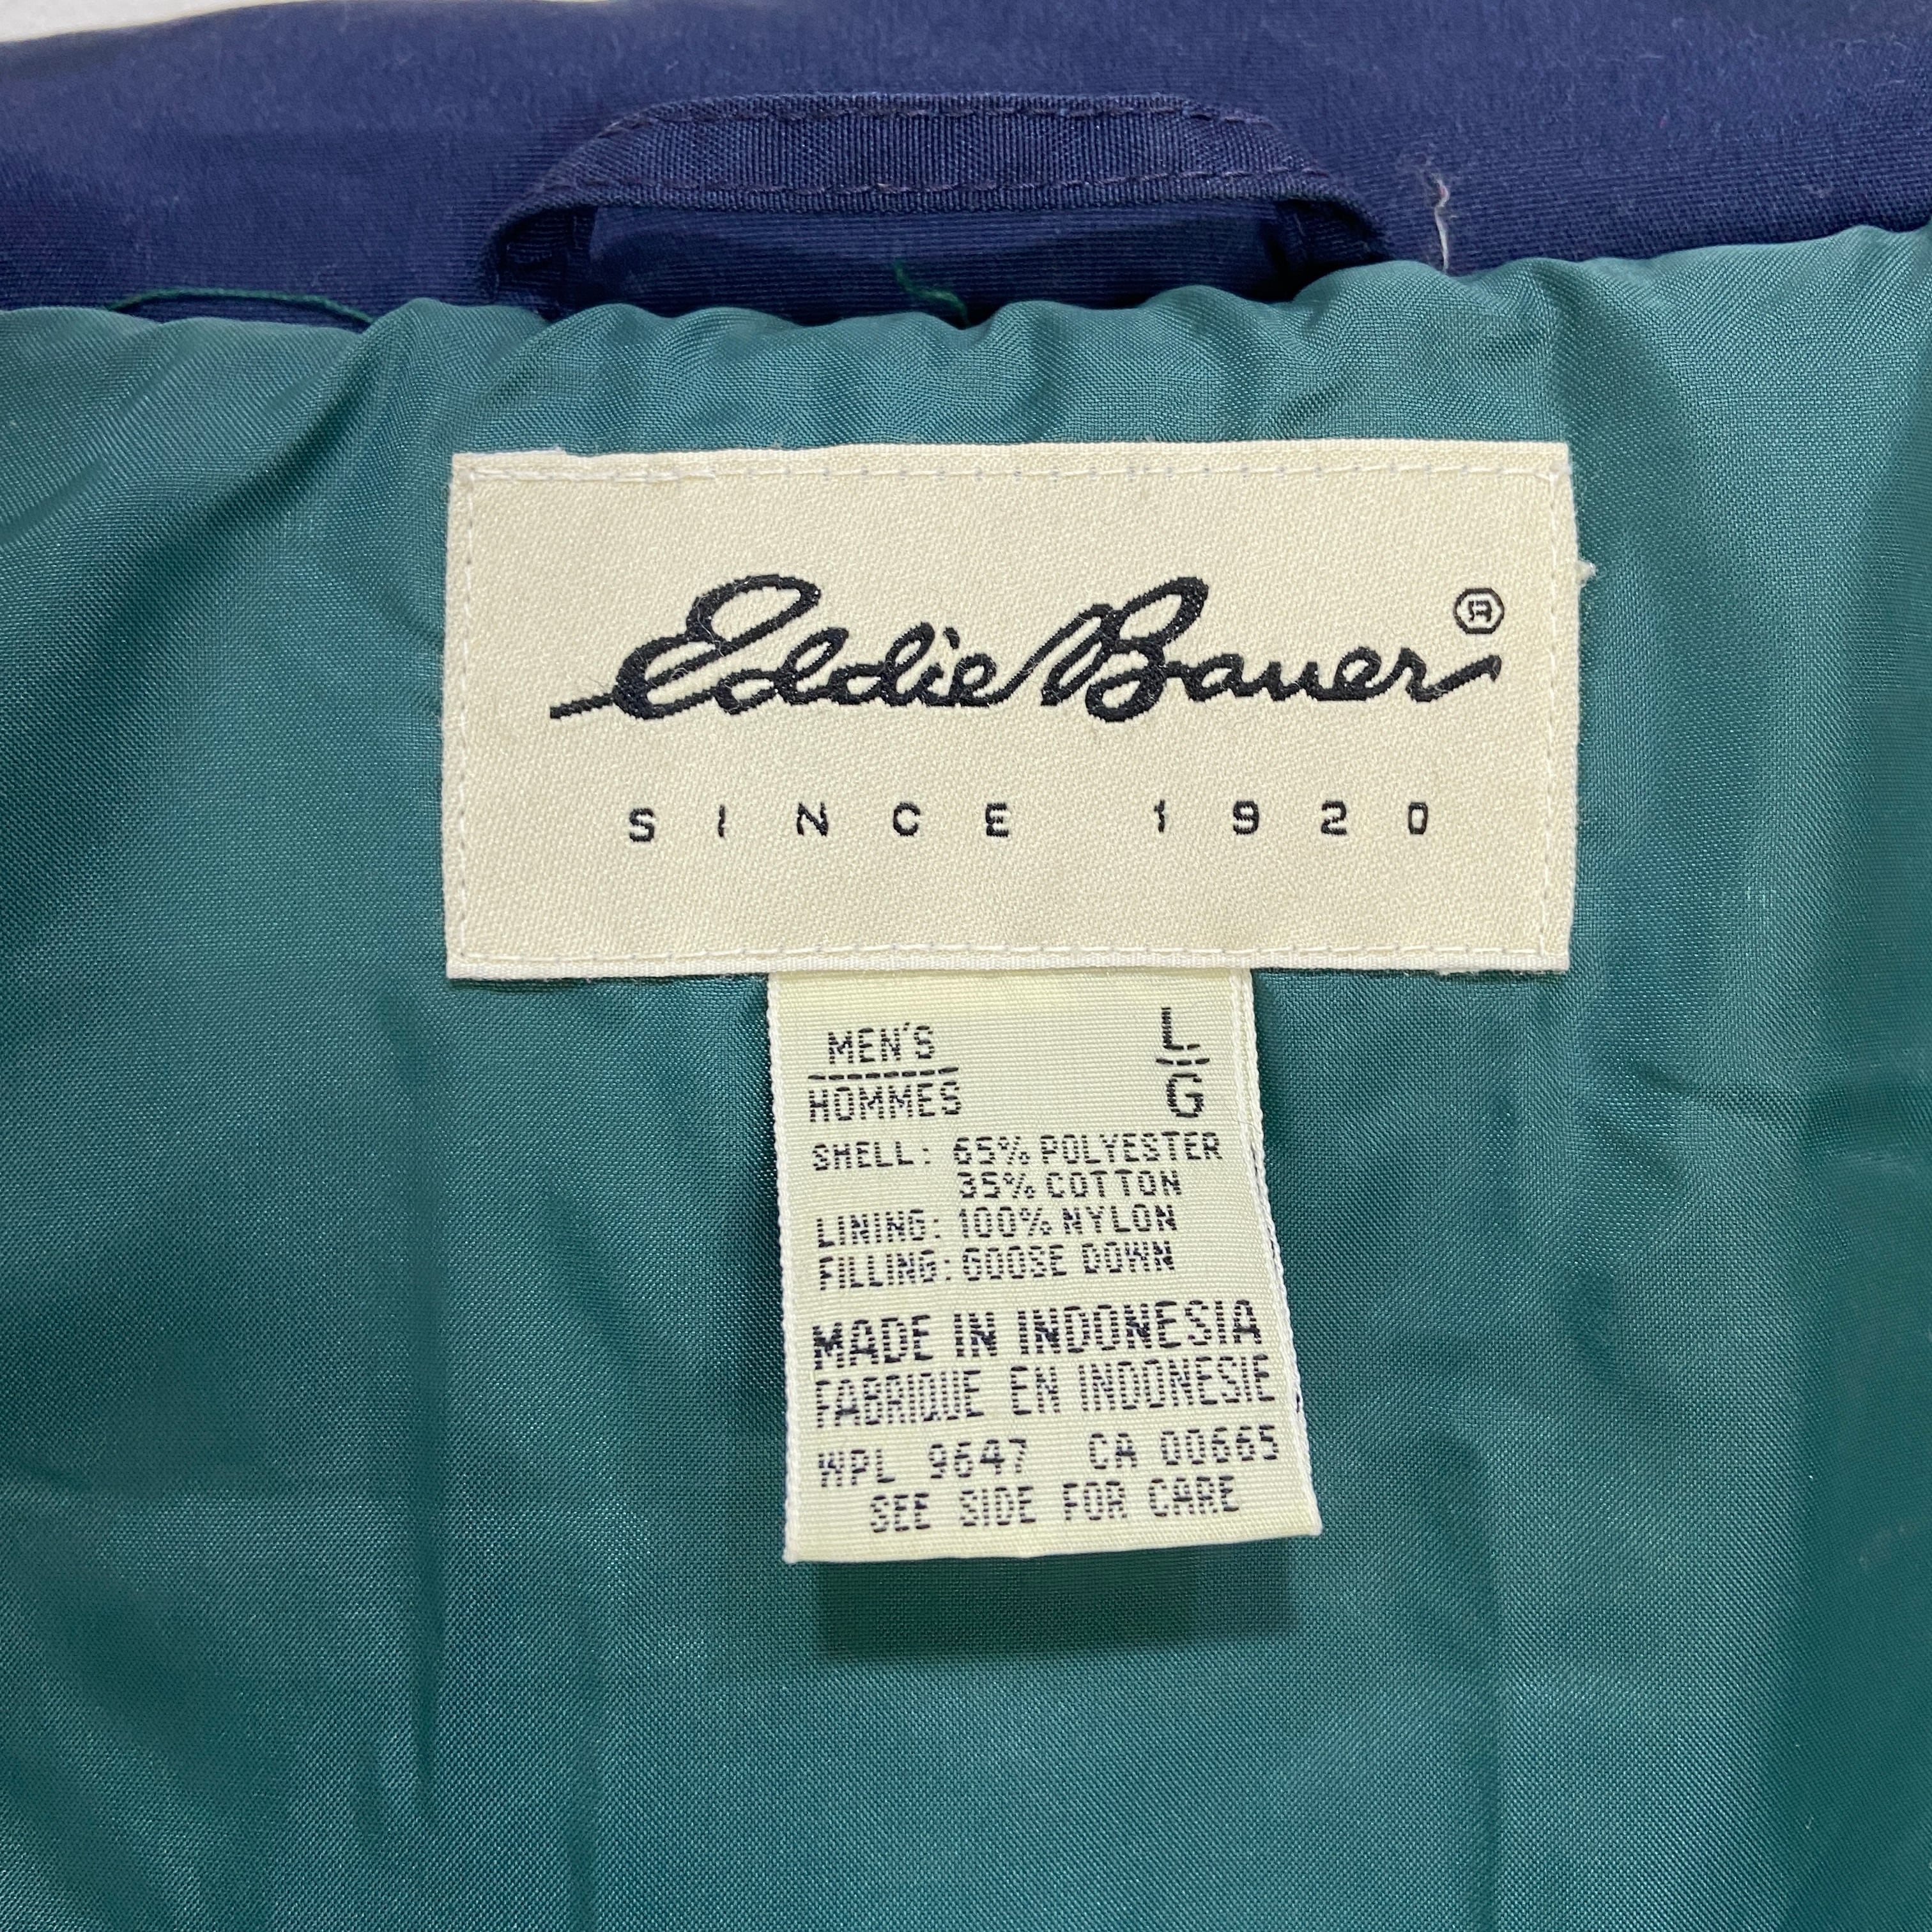 Eddie Bauer ®
SINCE 1920
MEN'S L
HOMMES G
SHELL: 65% POLYESTER
35% COTTON
LINING: 100% NYLON
FILLING: GOOSE DOWN
MADE IN INDONESIA
FABRIQUE EN INDONESIE
WPL 9647 CA 00665
SEE SIDE FOR CARE